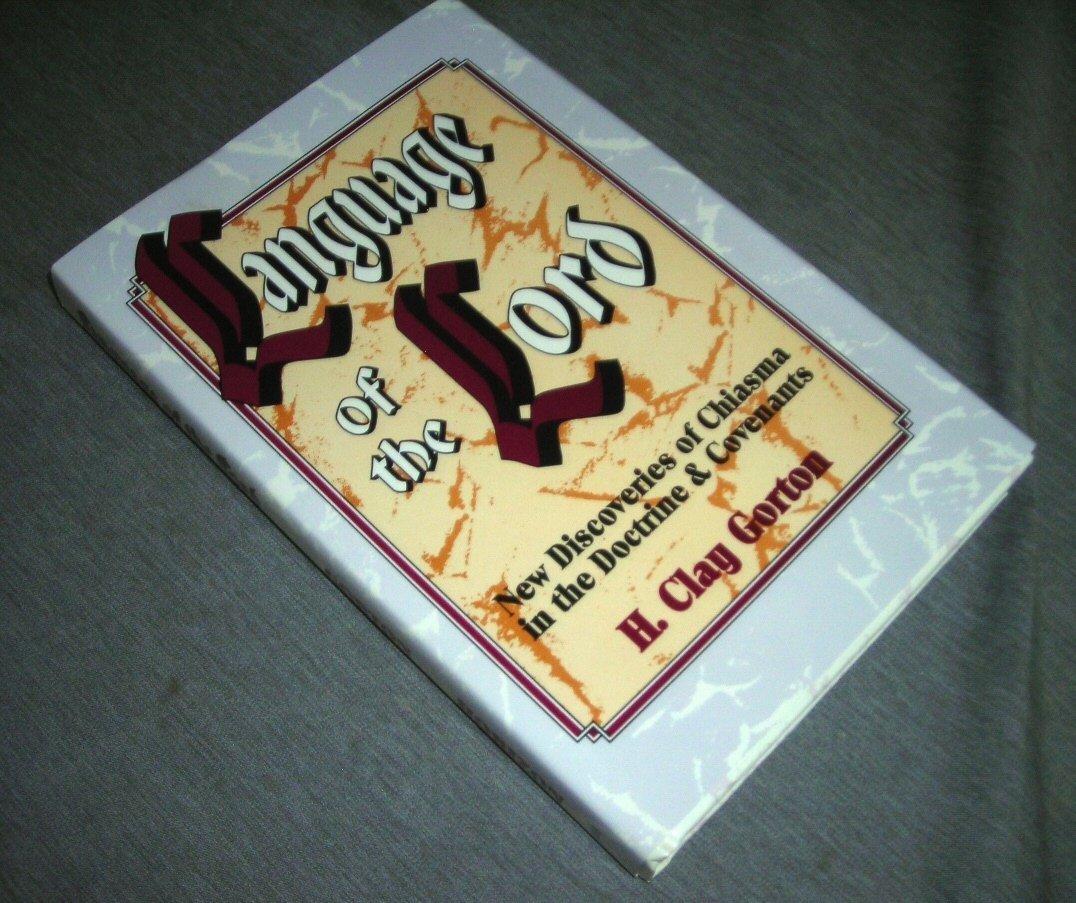 Language
of
the
Lord
New Discoveries of Chiasma
in the Doctrine & Covenants
H. Clay Gorton